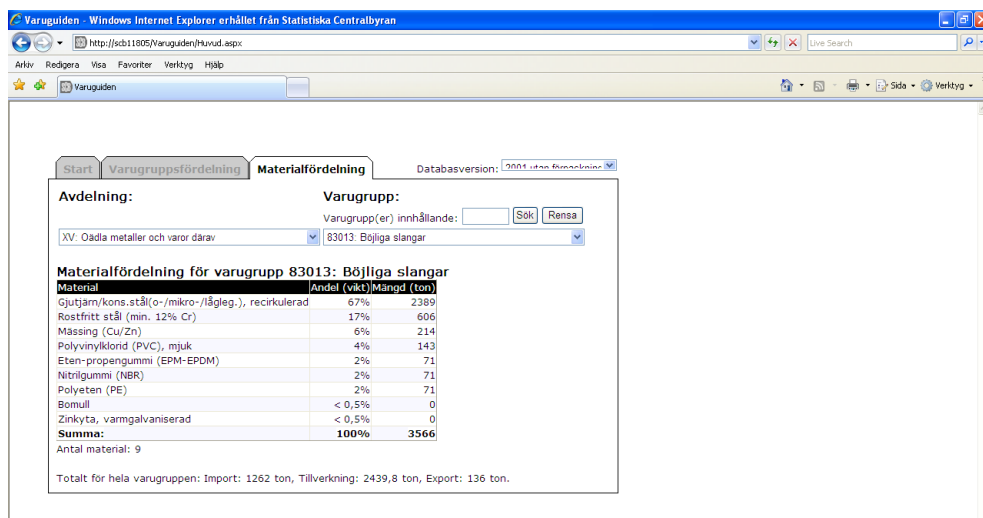 Varuguiden - Windows Internet Explorer erhållet från Statistiska Centralbyran
http://scb11805/Varuguiden/Huvud.aspx
Live Search
Arkiv Redigera Visa Favoriter Verktyg Hjälp
Varuguiden
Sida
Verktyg
Start Varugruppsfördelning Materialfördelning
Databasversion: 2001 utan förpackning
Avdelning: Varugrupp:
Varugrupp(er) innhållande: Sök Rensa
XV: Oädla metaller och varor därav 83013: Böjliga slangar
Materialfördelning för varugrupp 83013: Böjliga slangar
Material Andel (vikt) Mängd (ton)
Gjutjärn/kons.stål(o-/mikro-/lågleg.), recirkulerad 67% 2389
Rostfritt stål (min. 12% Cr) 17% 606
Mässing (Cu/Zn) 6% 214
Polyvinylklorid (PVC), mjuk 4% 143
Eten-propengummi (EPM-EPDM) 2% 71
Nitrilgummi (NBR) 2% 71
Polyeten (PE) 2% 71
Bomull < 0,5% 0
Zinkyta, varmgalvaniserad < 0,5% 0
Summa: 100% 3566
Antal material: 9
Totalt för hela varugruppen: Import: 1262 ton, Tillverkning: 2439,8 ton, Export: 136 ton.